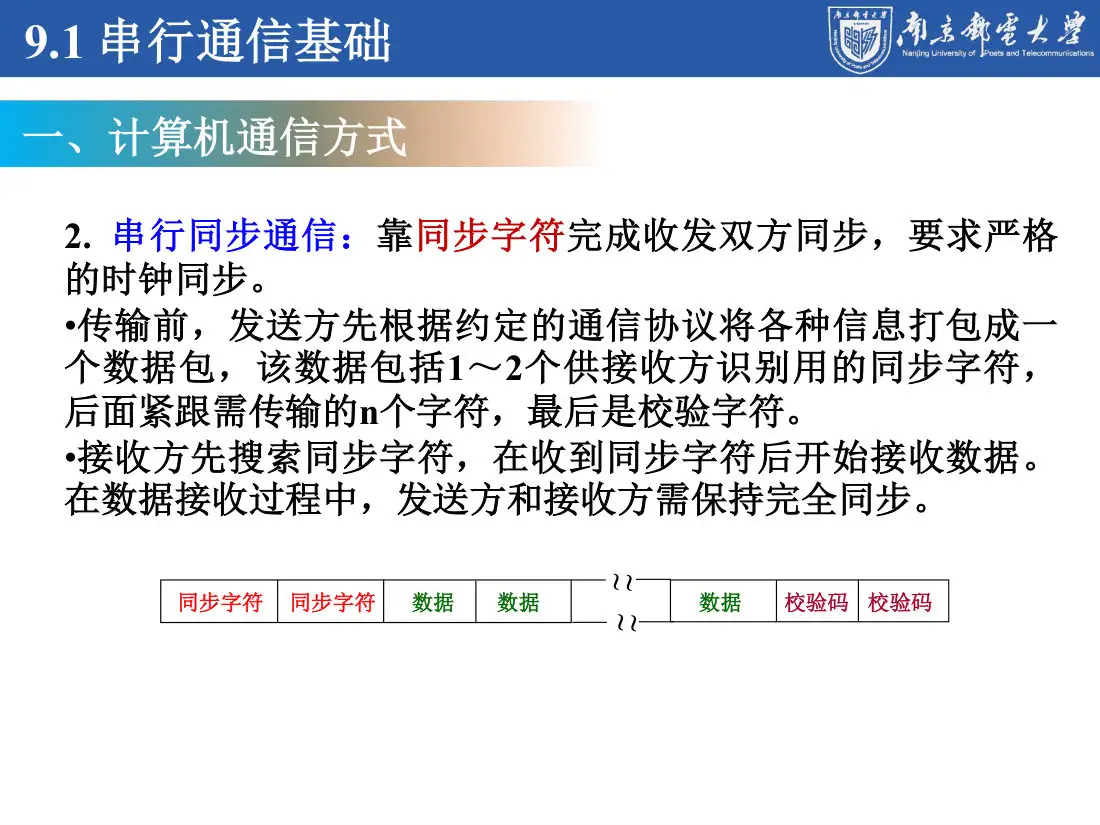 9.1 串行通信基础
南京邮电大学
Nanjing University of Posts and Telecommunications
一、计算机通信方式
2. 串行同步通信：靠同步字符完成收发双方同步，要求严格
的时钟同步。
•传输前，发送方先根据约定的通信协议将各种信息打包成一
个数据包，该数据包括1～2个供接收方识别用的同步字符，
后面紧跟需传输的n个字符，最后是校验字符。
•接收方先搜索同步字符，在收到同步字符后开始接收数据。
在数据接收过程中，发送方和接收方需保持完全同步。
同步字符 同步字符 数据 数据 数据 校验码 校验码